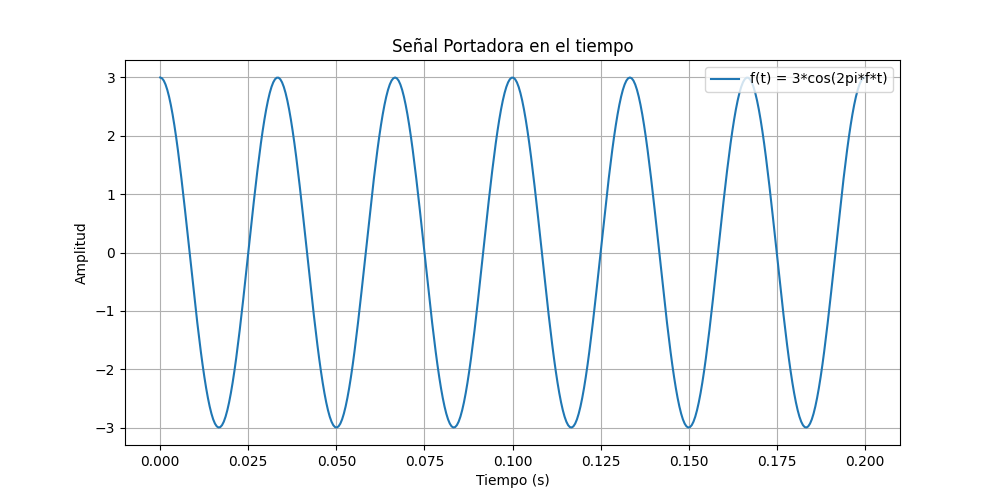 Señal Portadora en el tiempo
f(t) = 3*cos(2pi*f*t)
Amplitud
3
2
1
0
−1
−2
−3
0.000 0.025 0.050 0.075 0.100 0.125 0.150 0.175 0.200
Tiempo (s)